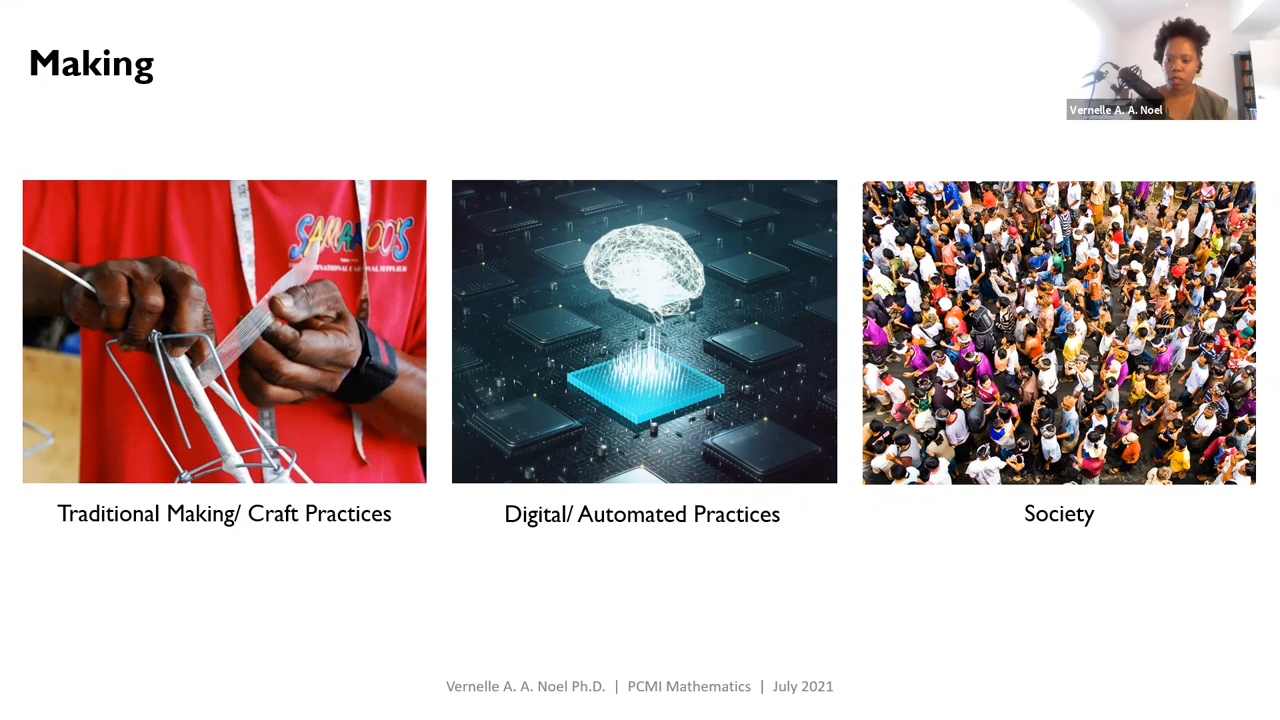 Making
Vernelle A. A. Noel
SAMAROO'S
Traditional Making/ Craft Practices
Digital/ Automated Practices
Society
Vernelle A. A. Noel Ph.D. | PCMI Mathematics | July 2021